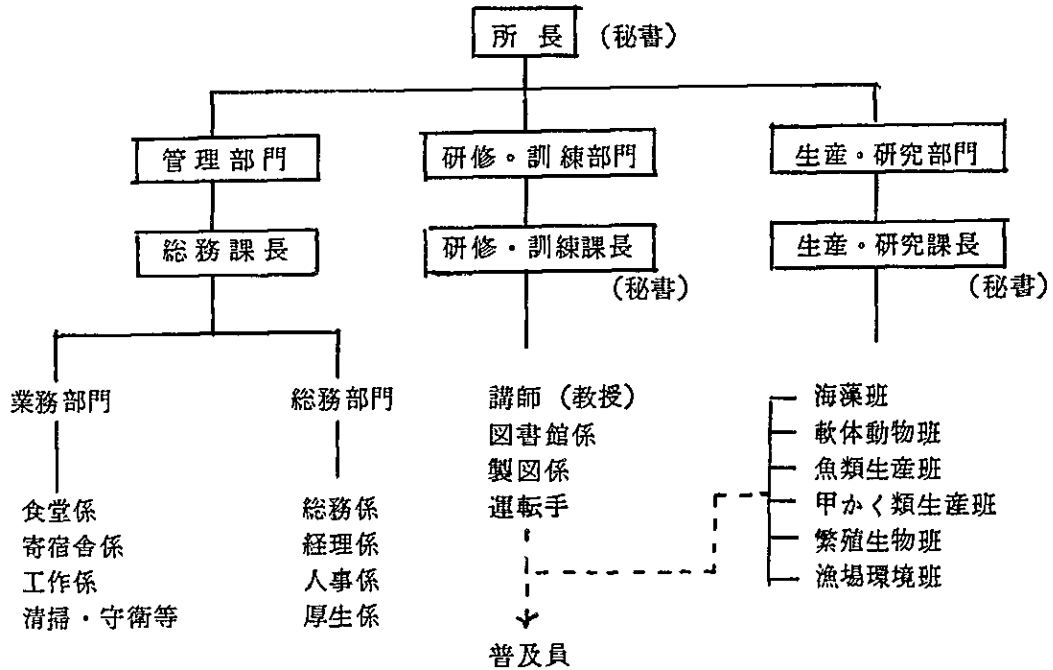 所長 (秘書)
管理部門
研修・訓練部門
生産・研究部門
総務課長
研修・訓練課長
(秘書)
生産・研究課長
(秘書)
業務部門
食堂係
寄宿舎係
工作係
清掃・守衛等
総務部門
総務係
経理係
人事係
厚生係
講師 (教授)
図書館係
製図係
運転手
普及員
海藻班
軟体動物班
魚類生産班
甲かく類生産班
繁殖生物班
漁場環境班